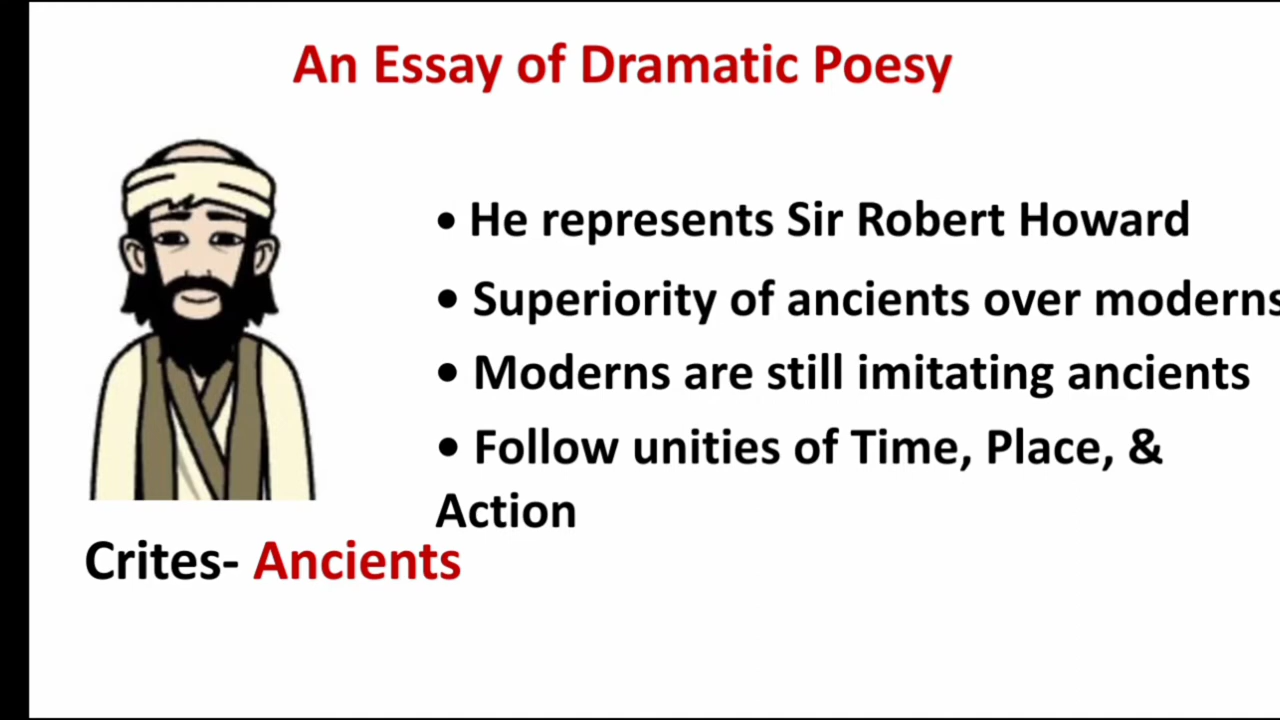 An Essay of Dramatic Poesy
• He represents Sir Robert Howard
• Superiority of ancients over moderns
• Moderns are still imitating ancients
• Follow unities of Time, Place, &
Action
Crites- Ancients